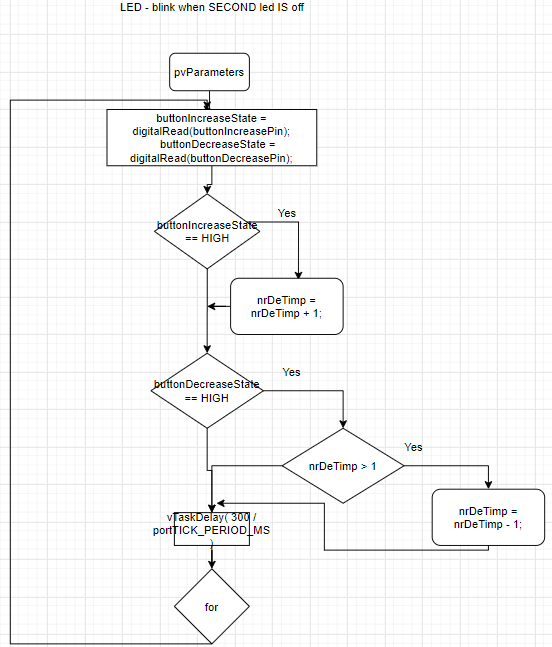 LED - blink when SECOND led IS off
pvParameters
buttonIncreaseState =
digitalRead(buttonIncreasePin);
buttonDecreaseState =
digitalRead(buttonDecreasePin);
buttonIncreaseState
== HIGH
Yes
nrDeTimp =
nrDeTimp + 1;
buttonDecreaseState
== HIGH
Yes
nrDeTimp > 1
Yes
nrDeTimp =
nrDeTimp - 1;
vTaskDelay( 300 /
portTICK_PERIOD_MS
)
for